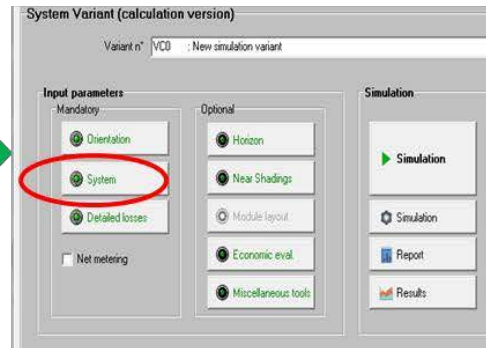 System Variant (calculation version)
Variant n° VC0 : New simulation variant
Input parameters
Mandatory
Orientation
System
Detailed losses
Net metering
Optional
Horizon
Near Shadings
Module layout
Economic eval.
Miscellaneous tools
Simulation
Simulation
Simulation
Report
Results